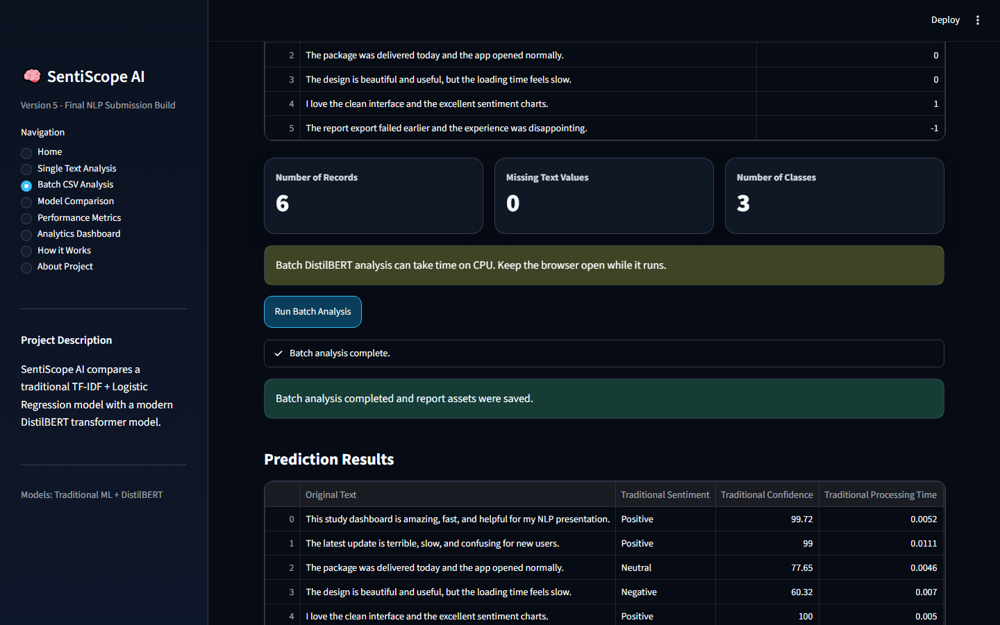 Deploy
SentiScope AI
Version 5 - Final NLP Submission Build
Navigation
Home
Single Text Analysis
Batch CSV Analysis
Model Comparison
Performance Metrics
Analytics Dashboard
How it Works
About Project
Project Description
SentiScope AI compares a
traditional TF-IDF + Logistic
Regression model with a modern
DistilBERT transformer model.
Models: Traditional ML + DistilBERT
2 The package was delivered today and the app opened normally. 0
3 The design is beautiful and useful, but the loading time feels slow. 0
4 I love the clean interface and the excellent sentiment charts. 1
5 The report export failed earlier and the experience was disappointing. -1
Number of Records Missing Text Values Number of Classes
6 0 3
Batch DistilBERT analysis can take time on CPU. Keep the browser open while it runs.
Run Batch Analysis
Batch analysis complete.
Batch analysis completed and report assets were saved.
Prediction Results
Original Text Traditional Sentiment Traditional Confidence Traditional Processing Time
0 This study dashboard is amazing, fast, and helpful for my NLP presentation. Positive 99.72 0.0052
1 The latest update is terrible, slow, and confusing for new users. Positive 99 0.0111
2 The package was delivered today and the app opened normally. Neutral 77.65 0.0046
3 The design is beautiful and useful, but the loading time feels slow. Negative 60.32 0.007
4 I love the clean interface and the excellent sentiment charts. Positive 100 0.005